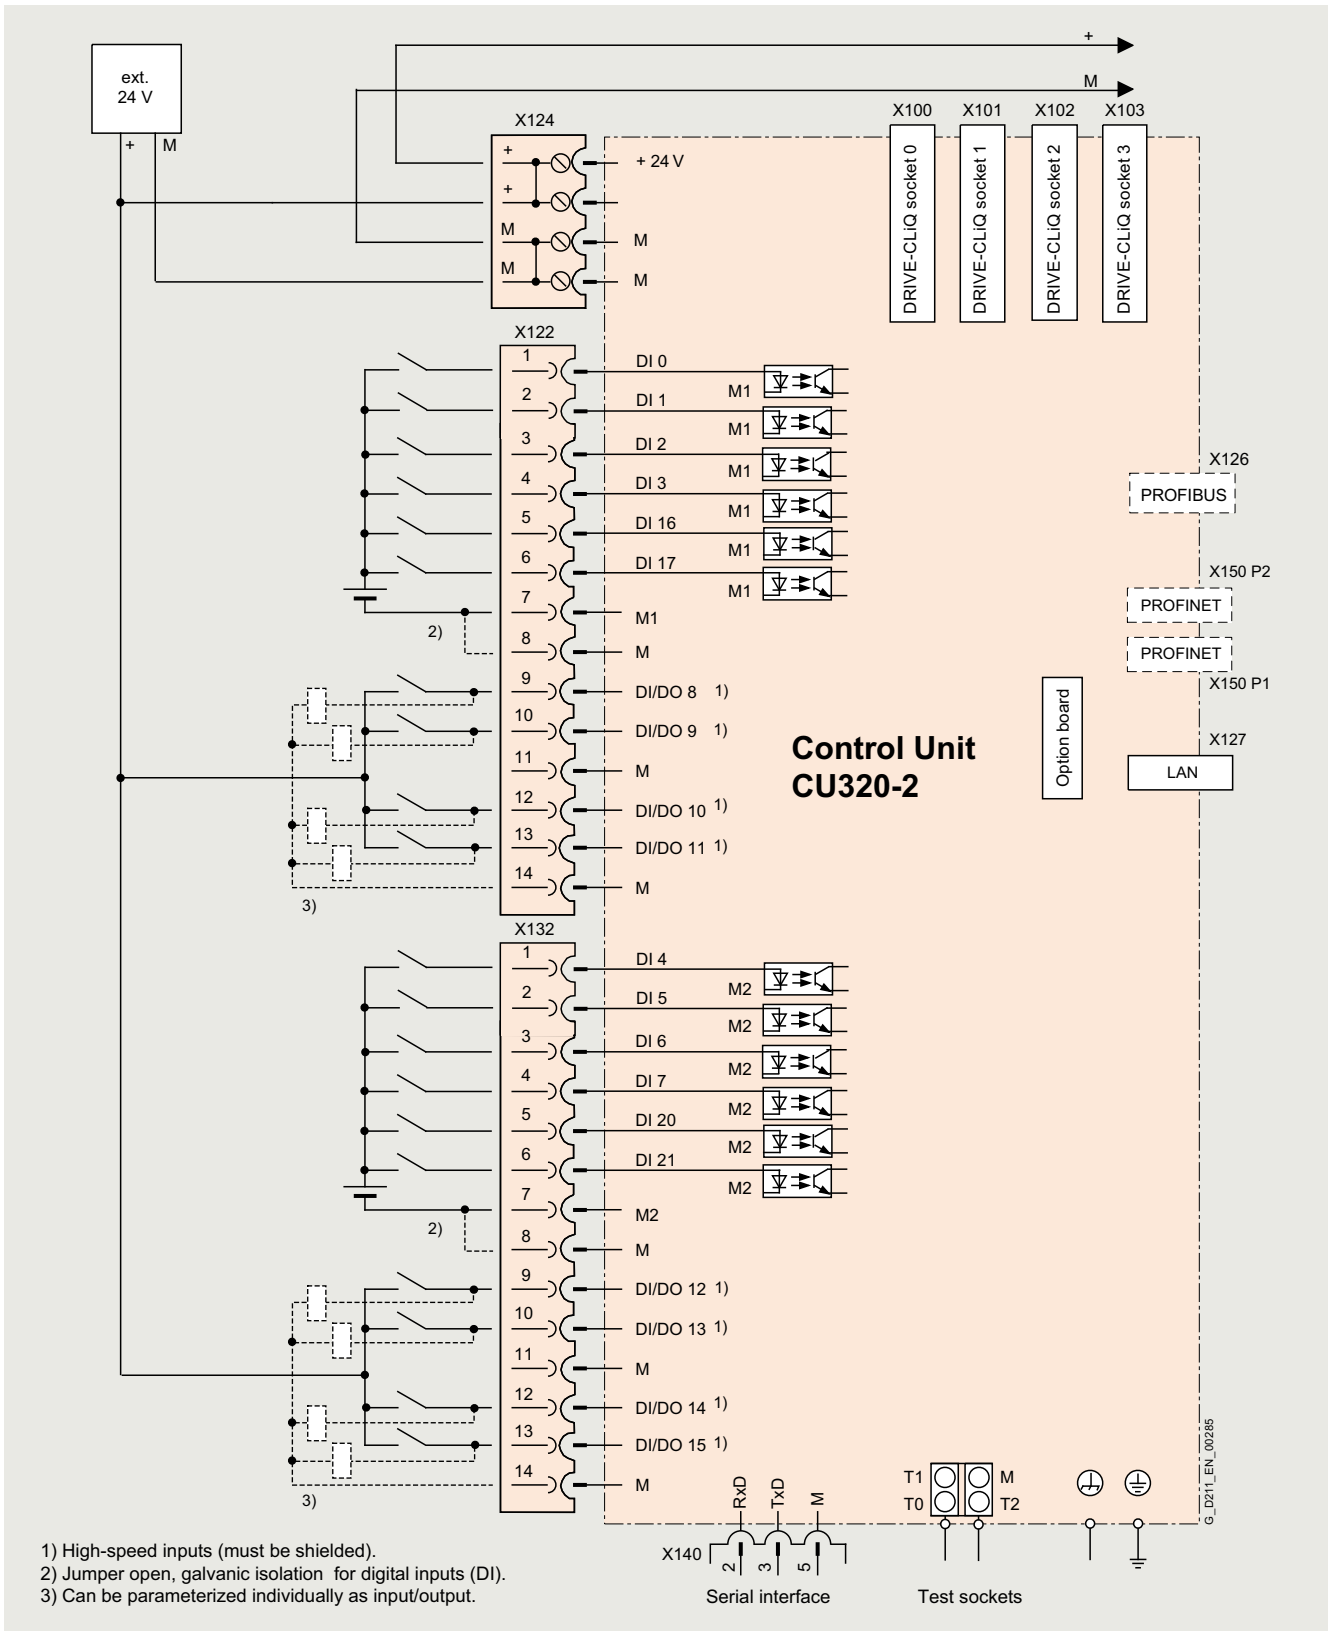 ext.
24 V
+
M
+
M
X124
+
+
M
M
+ 24 V
M
M
X100
X101
X102
X103
DRIVE-CLiQ socket 0
DRIVE-CLiQ socket 1
DRIVE-CLiQ socket 2
DRIVE-CLiQ socket 3
X122
1
DI 0
M1
2
DI 1
M1
3
DI 2
M1
4
DI 3
M1
5
DI 16
M1
6
DI 17
M1
7
M1
2)
8
M
9
DI/DO 8 1)
10
DI/DO 9 1)
11
M
12
DI/DO 10 1)
13
DI/DO 11 1)
14
M
3)
X126
PROFIBUS
X150 P2
PROFINET
PROFINET
X150 P1
Option board
X127
LAN
Control Unit
CU320-2
X132
1
DI 4
M2
2
DI 5
M2
3
DI 6
M2
4
DI 7
M2
5
DI 20
M2
6
DI 21
M2
7
M2
2)
8
M
9
DI/DO 12 1)
10
DI/DO 13 1)
11
M
12
DI/DO 14 1)
13
DI/DO 15 1)
14
M
3)
RxD
TxD
M
X140
2
3
5
Serial interface
T1
M
T0
T2
Test sockets
G_D211_EN_00285
1) High-speed inputs (must be shielded).
2) Jumper open, galvanic isolation for digital inputs (DI).
3) Can be parameterized individually as input/output.